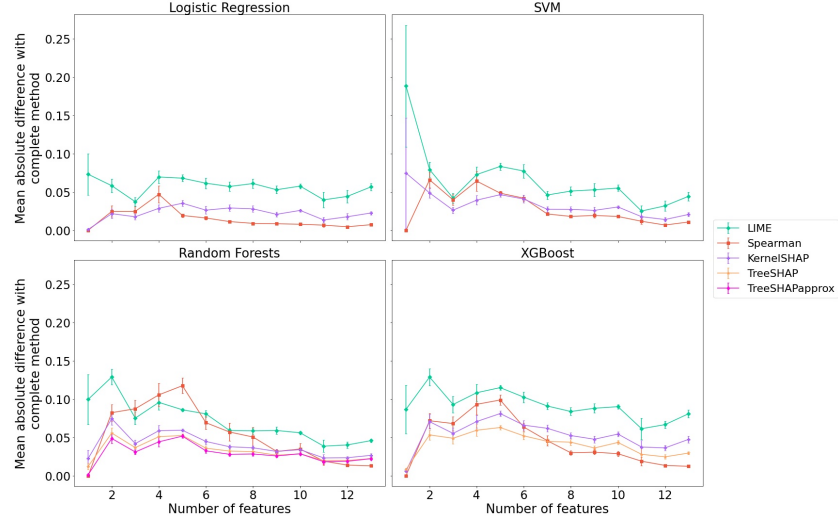 Logistic Regression
SVM
Mean absolute difference with
complete method
0.25
0.20
0.15
0.10
0.05
0.00
Random Forests
XGBoost
Mean absolute difference with
complete method
0.25
0.20
0.15
0.10
0.05
0.00
2 4 6 8 10 12
2 4 6 8 10 12
Number of features
Number of features
LIME
Spearman
KernelSHAP
TreeSHAP
TreeSHAPapprox